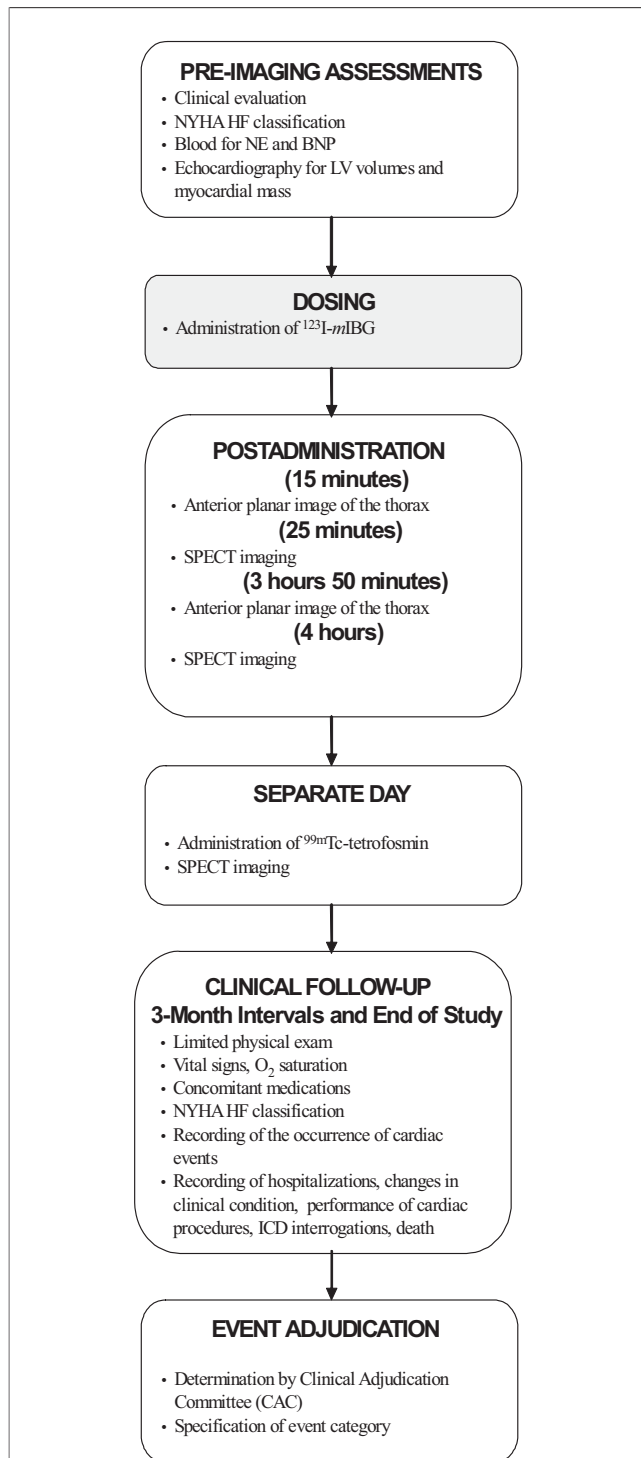 PRE-IMAGING ASSESSMENTS
• Clinical evaluation
• NYHA HF classification
• Blood for NE and BNP
• Echocardiography for LV volumes and
myocardial mass
DOSING
• Administration of ¹²³I-mIBG
POSTADMINISTRATION
(15 minutes)
• Anterior planar image of the thorax
(25 minutes)
• SPECT imaging
(3 hours 50 minutes)
• Anterior planar image of the thorax
(4 hours)
• SPECT imaging
SEPARATE DAY
• Administration of ⁹⁹ᵐTc-tetrofosmin
• SPECT imaging
CLINICAL FOLLOW-UP
3-Month Intervals and End of Study
• Limited physical exam
• Vital signs, O₂ saturation
• Concomitant medications
• NYHA HF classification
• Recording of the occurrence of cardiac
events
• Recording of hospitalizations, changes in
clinical condition, performance of cardiac
procedures, ICD interrogations, death
EVENT ADJUDICATION
• Determination by Clinical Adjudication
Committee (CAC)
• Specification of event category